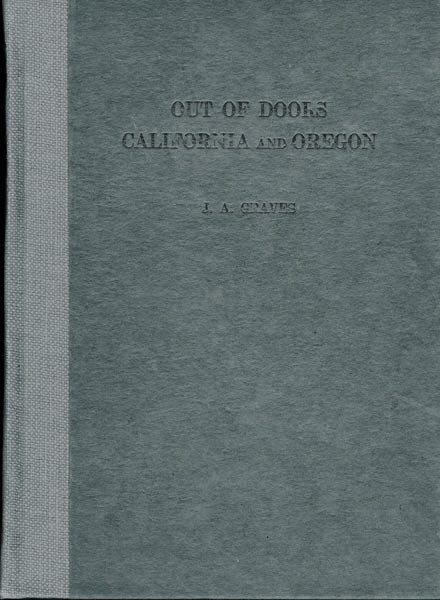 OUT OF DOORS
CALIFORNIA AND OREGON
J. A. GRAVES